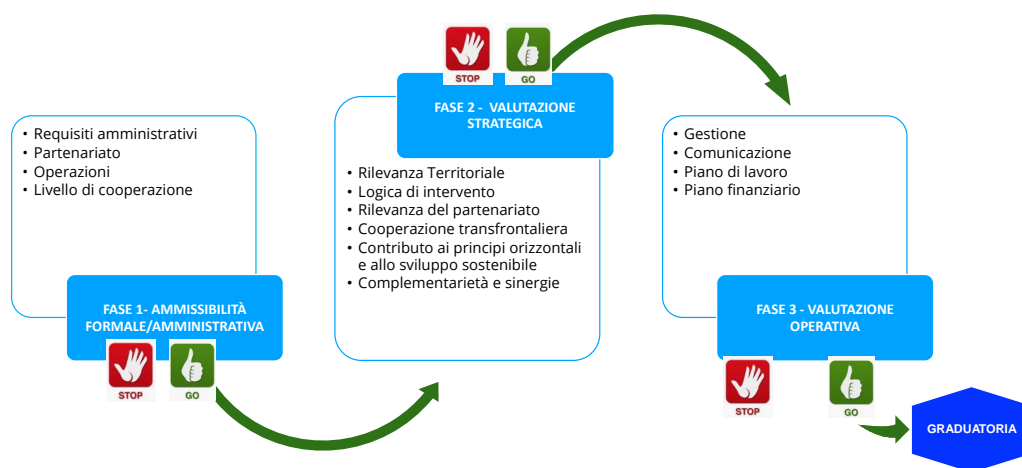 • Requisiti amministrativi
• Partenariato
• Operazioni
• Livello di cooperazione
FASE 1- AMMISSIBILITÀ
FORMALE/AMMINISTRATIVA
STOP
GO
STOP
GO
FASE 2 - VALUTAZIONE
STRATEGICA
• Rilevanza Territoriale
• Logica di intervento
• Rilevanza del partenariato
• Cooperazione transfrontaliera
• Contributo ai principi orizzontali
e allo sviluppo sostenibile
• Complementarietà e sinergie
• Gestione
• Comunicazione
• Piano di lavoro
• Piano finanziario
FASE 3 - VALUTAZIONE
OPERATIVA
STOP
GO
GRADUATORIA